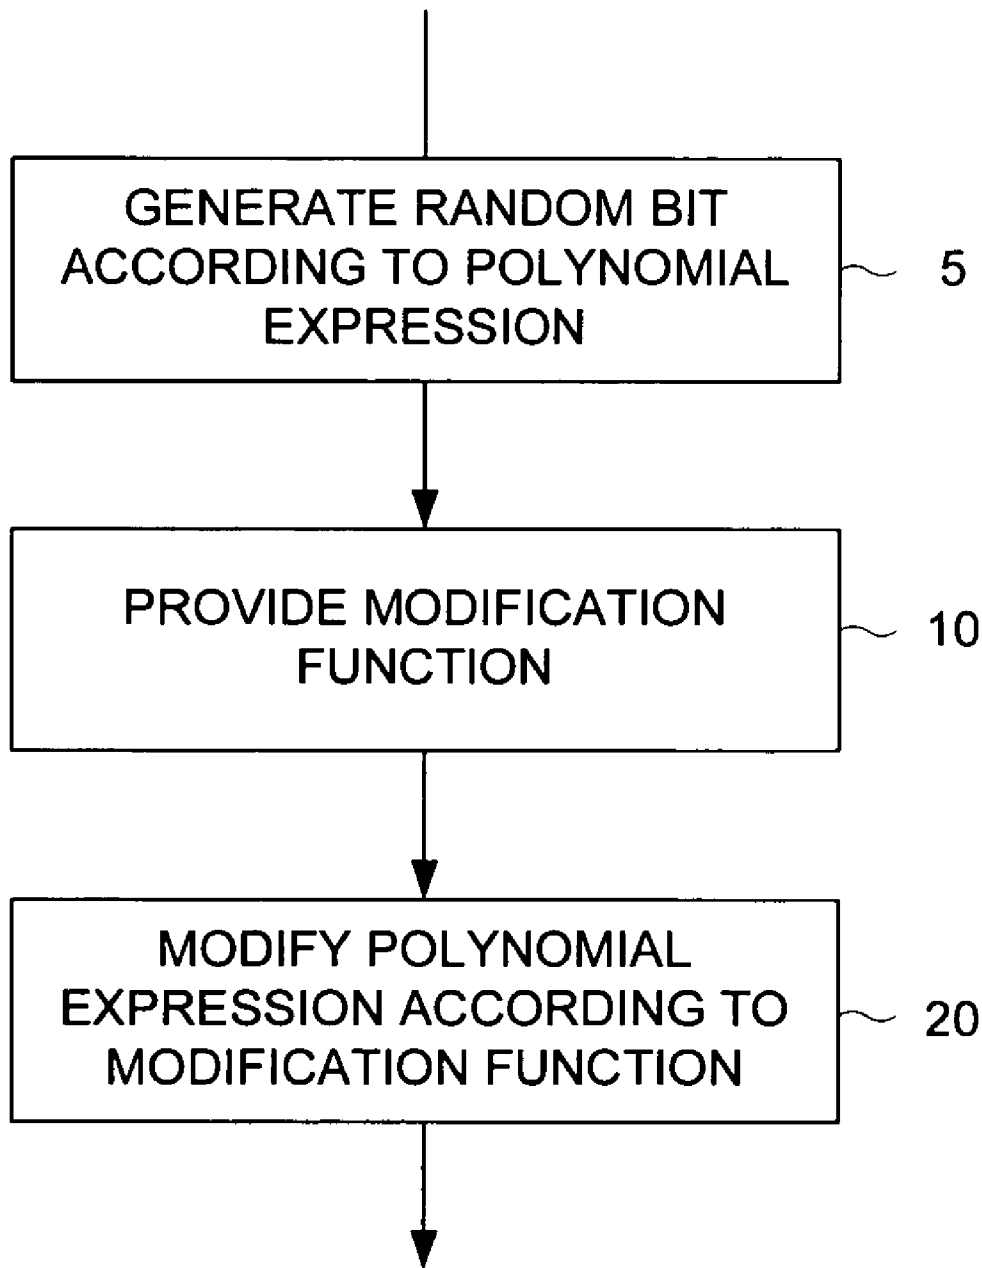 GENERATE RANDOM BIT
ACCORDING TO POLYNOMIAL
EXPRESSION
5
PROVIDE MODIFICATION
FUNCTION
10
MODIFY POLYNOMIAL
EXPRESSION ACCORDING TO
MODIFICATION FUNCTION
20